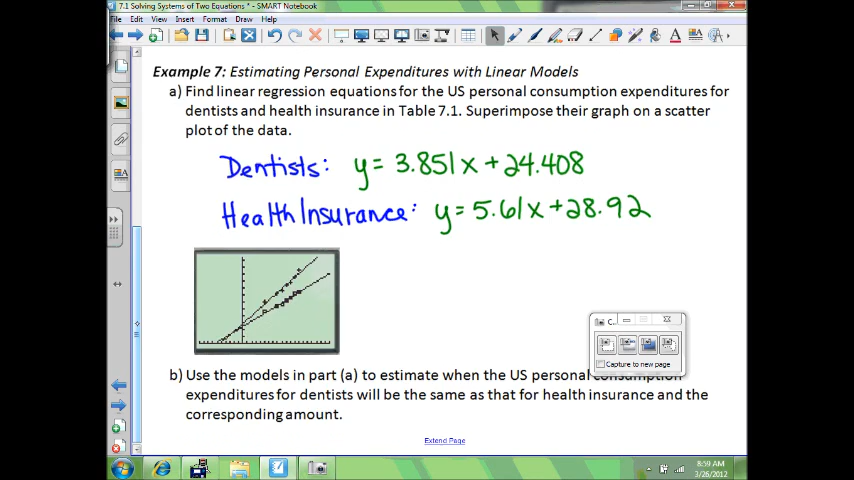 7.1 Solving Systems of Two Equations * - SMART Notebook
File Edit View Insert Format Draw Help
Example 7: Estimating Personal Expenditures with Linear Models
a) Find linear regression equations for the US personal consumption expenditures for
dentists and health insurance in Table 7.1. Superimpose their graph on a scatter
plot of the data.
Dentists: y = 3.851x + 24.408
Health Insurance: y = 5.61x + 28.92
C...
Capture to new page
b) Use the models in part (a) to estimate when the US personal consumption
expenditures for dentists will be the same as that for health insurance and the
corresponding amount.
Extend Page
8:59 AM
3/26/2012